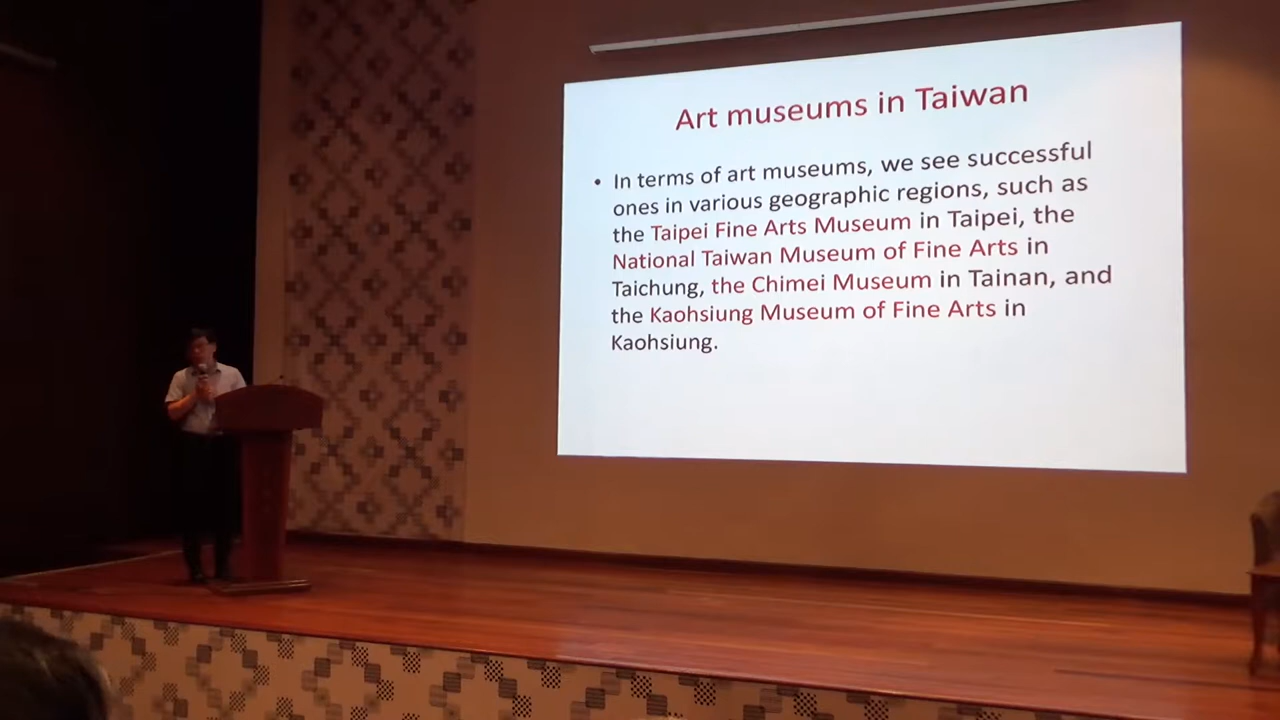 Art museums in Taiwan
• In terms of art museums, we see successful
ones in various geographic regions, such as
the Taipei Fine Arts Museum in Taipei, the
National Taiwan Museum of Fine Arts in
Taichung, the Chimei Museum in Tainan, and
the Kaohsiung Museum of Fine Arts in
Kaohsiung.